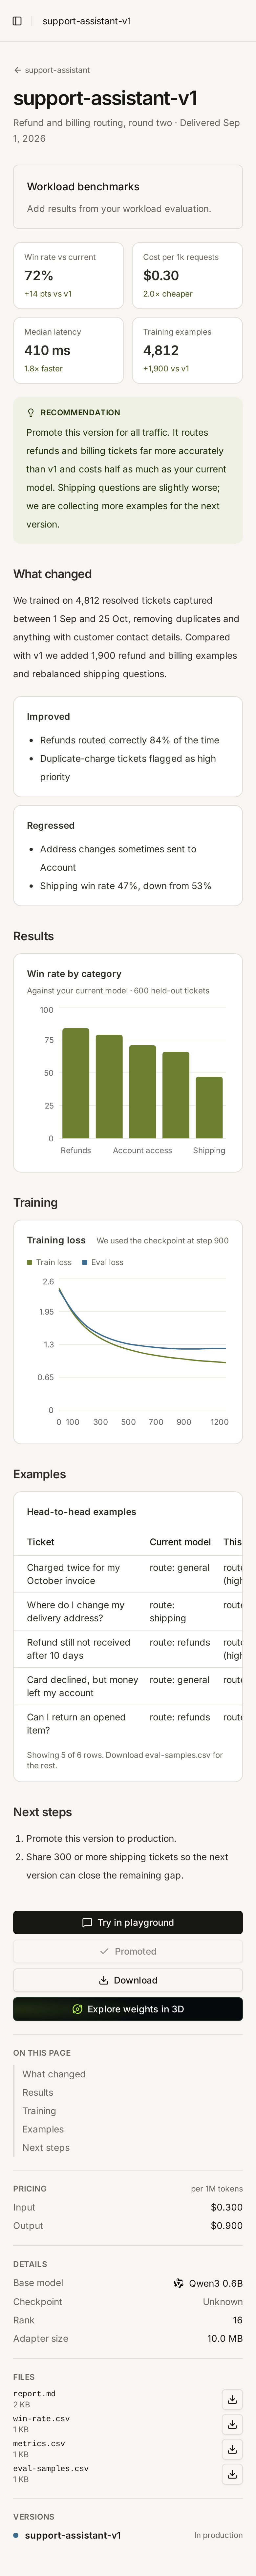 support-assistant-v1
support-assistant
support-assistant-v1
Refund and billing routing, round two · Delivered Sep
1, 2026
Workload benchmarks
Add results from your workload evaluation.
Win rate vs current
72%
+14 pts vs v1
Cost per 1k requests
$0.30
2.0× cheaper
Median latency
410 ms
1.8× faster
Training examples
4,812
+1,900 vs v1
RECOMMENDATION
Promote this version for all traffic. It routes
refunds and billing tickets far more accurately
than v1 and costs half as much as your current
model. Shipping questions are slightly worse;
we are collecting more examples for the next
version.
What changed
We trained on 4,812 resolved tickets captured
between 1 Sep and 25 Oct, removing duplicates and
anything with customer contact details. Compared
with v1 we added 1,900 refund and billing examples
and rebalanced shipping questions.
Improved
• Refunds routed correctly 84% of the time
• Duplicate-charge tickets flagged as high
priority
Regressed
• Address changes sometimes sent to
Account
• Shipping win rate 47%, down from 53%
Results
Win rate by category
Against your current model · 600 held-out tickets
100
75
50
25
0
Refunds Account access Shipping
Training
Training loss We used the checkpoint at step 900
Train loss Eval loss
2.6
1.95
1.3
0.65
0
0 100 300 500 700 900 1200
Examples
Head-to-head examples
Ticket Current model This
Charged twice for my route: general route
October invoice (high
Where do I change my route: route
delivery address? shipping
Refund still not received route: refunds route
after 10 days (high
Card declined, but money route: general route
left my account
Can I return an opened route: refunds route
item?
Showing 5 of 6 rows. Download eval-samples.csv for
the rest.
Next steps
1. Promote this version to production.
2. Share 300 or more shipping tickets so the next
version can close the remaining gap.
Try in playground
Promoted
Download
Explore weights in 3D
ON THIS PAGE
What changed
Results
Training
Examples
Next steps
PRICING per 1M tokens
Input $0.300
Output $0.900
DETAILS
Base model Qwen3 0.6B
Checkpoint Unknown
Rank 16
Adapter size 10.0 MB
FILES
report.md
2 KB
win-rate.csv
1 KB
metrics.csv
1 KB
eval-samples.csv
1 KB
VERSIONS
support-assistant-v1 In production